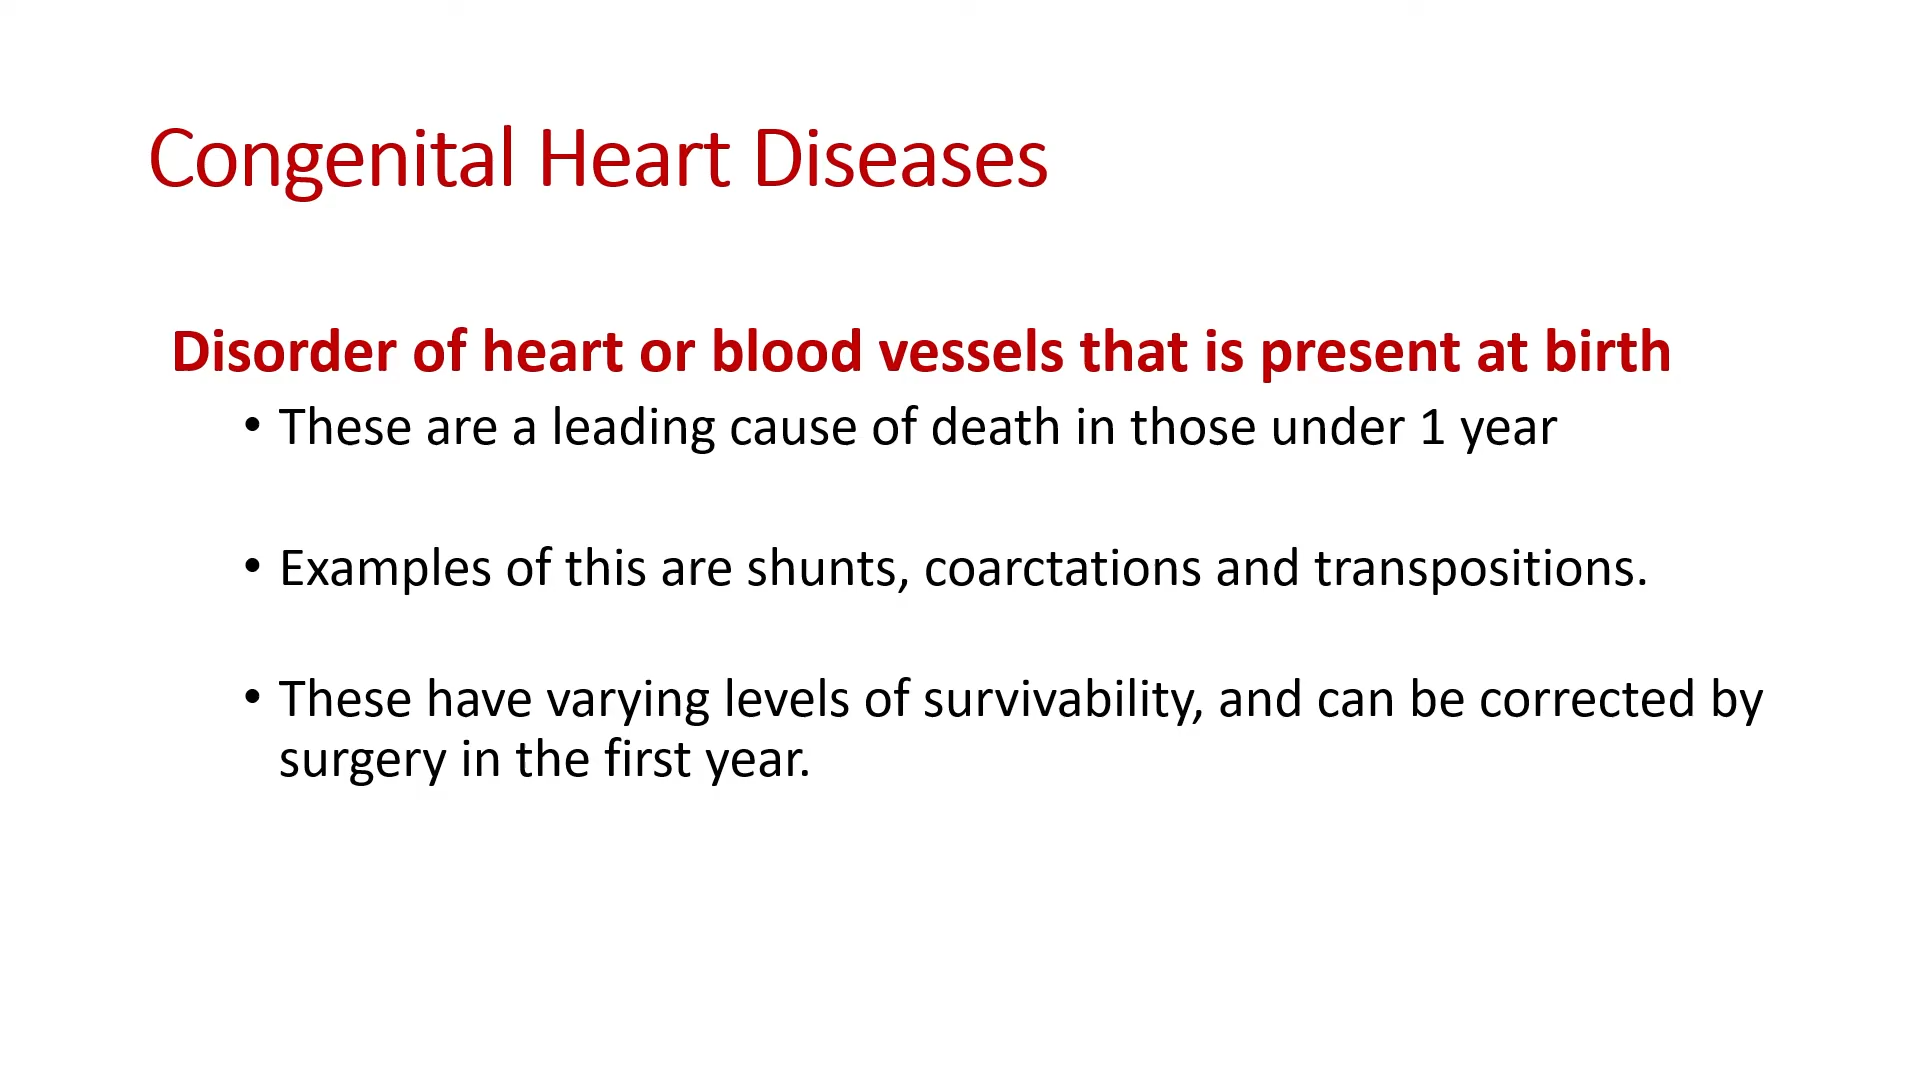 Congenital Heart Diseases
Disorder of heart or blood vessels that is present at birth
• These are a leading cause of death in those under 1 year
• Examples of this are shunts, coarctations and transpositions.
• These have varying levels of survivability, and can be corrected by
surgery in the first year.